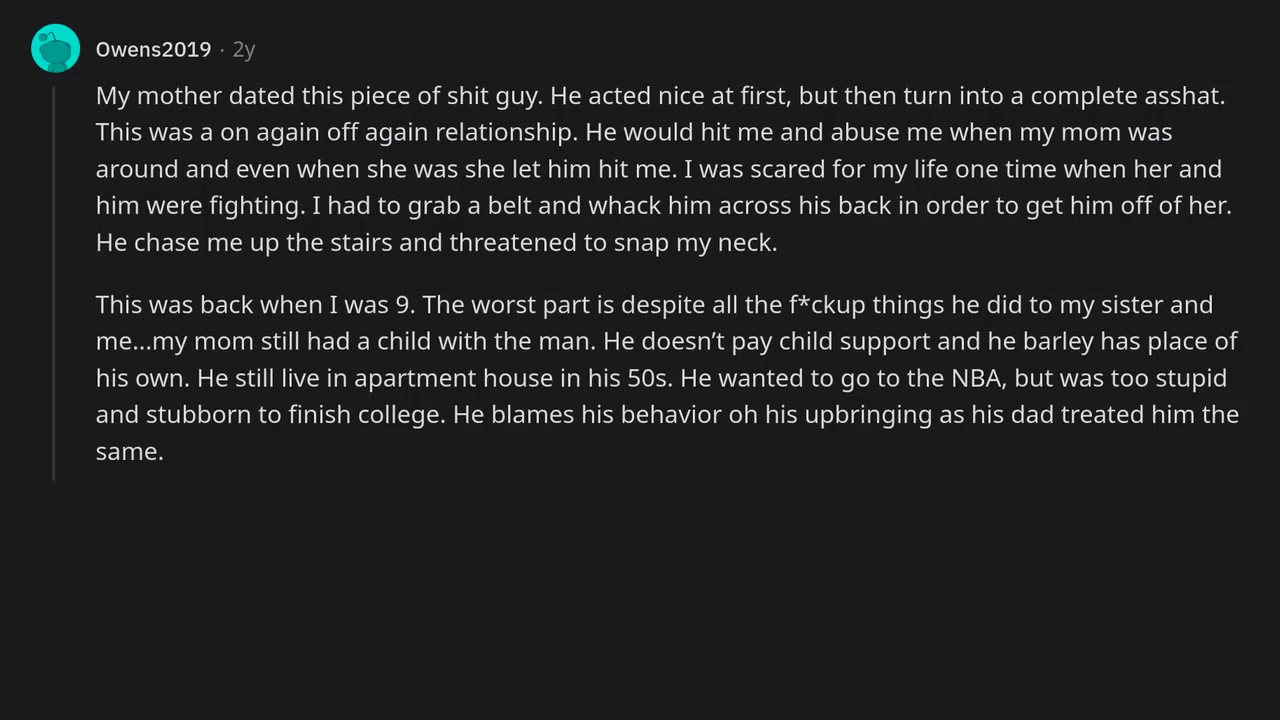 Owens2019 · 2y
My mother dated this piece of shit guy. He acted nice at first, but then turn into a complete asshat.
This was a on again off again relationship. He would hit me and abuse me when my mom was
around and even when she was she let him hit me. I was scared for my life one time when her and
him were fighting. I had to grab a belt and whack him across his back in order to get him off of her.
He chase me up the stairs and threatened to snap my neck.
This was back when I was 9. The worst part is despite all the f*ckup things he did to my sister and
me...my mom still had a child with the man. He doesn’t pay child support and he barley has place of
his own. He still live in apartment house in his 50s. He wanted to go to the NBA, but was too stupid
and stubborn to finish college. He blames his behavior oh his upbringing as his dad treated him the
same.